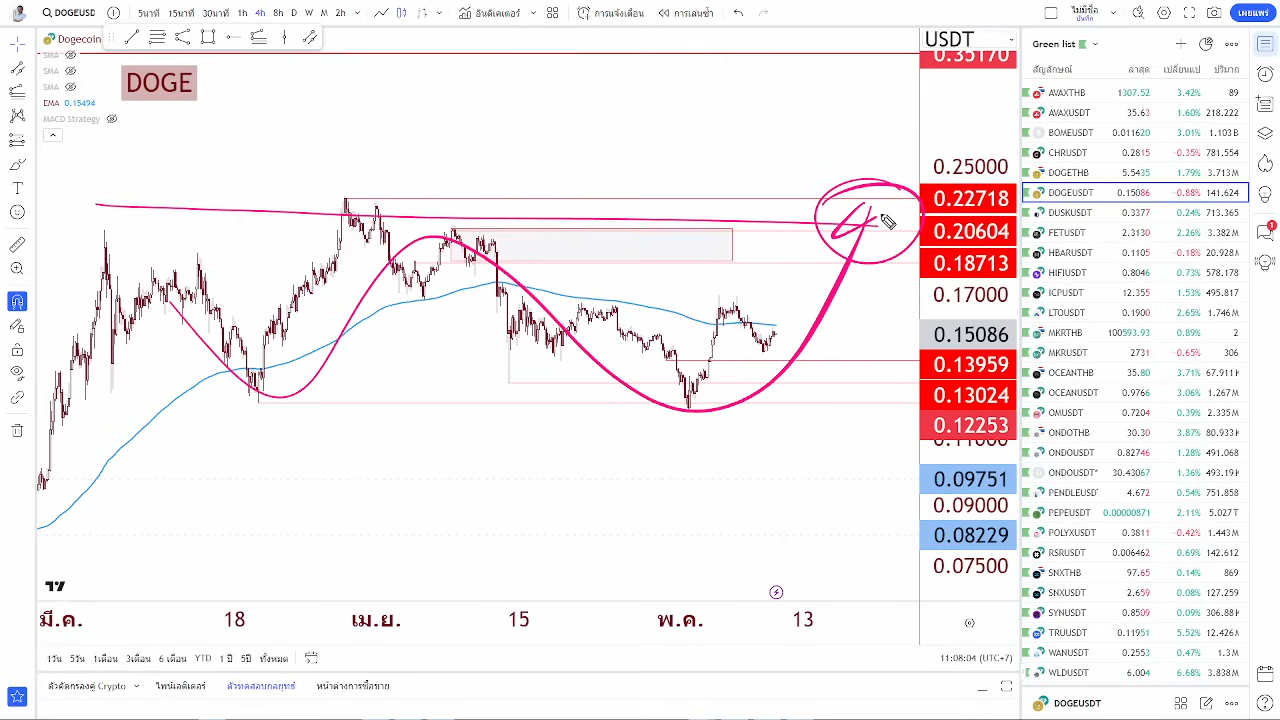 DOGEUSD 5นาที 15นาที 1h 4h 8h D W M 2h อินดิเคเตอร์ การแจ้งเตือน การเล่นซ้ำ บันทึก เผยแพร่
Dogecoin
SMA
SMA
SMA
EMA 0.15494
MACD Strategy
DOGE
USDT
0.35170
0.25000
0.22718
0.20604
0.18713
0.17000
0.15086
0.13959
0.13024
0.12253
0.11000
0.09751
0.09000
0.08229
0.07500
มี.ค. 18 เม.ย. 15 พ.ค. 13
1วัน 5วัน 1เดือน 3เดือน 6 เดือน YTD 1 ปี 5ปี ทั้งหมด 11:08:04 (UTC+7)
ตัวคัดกรองคู่ Crypto ไพน์เอดิเตอร์ ตัวทดสอบกลยุทธ์ หน้าต่างการซื้อขาย
Green list
สัญลักษณ์ ล่าสุด เปลี่ยนแป ปริมาณ
AVAXTHB 1307.52 3.42% 89
AVAXUSDT 35.63 1.60% 218.222
BOMEUSDT 0.011620 3.01% 1.103B
CHRUSDT 0.2815 −0.35% 781.554
DOGETHB 5.5435 1.79% 3.713M
DOGEUSDT 0.15086 −0.88% 141.624
DUSKUSDT 0.3377 0.24% 713.365
FETUSDT 2.3130 2.26% 3.382M
HBARUSDT 0.1105 −0.18% 20.928M
HIFIUSDT 0.8046 0.73% 578.178
ICPUSDT 12.355 1.53% 495.817
LTOUSDT 0.1900 2.65% 1.746M
MKRTHB 100593.93 0.89% 2
MKRUSDT 2731 −0.65% 306
OCEANTHB 35.80 3.71% 67.911K
OCEANUSDT 0.9766 3.06% 1.267M
OMUSDT 0.7204 0.39% 2.335M
ONDOTHB 30.30 3.87% 80.933K
ONDOUSDT 0.82746 1.28% 491.068
ONDOUSDT* 30.43067 1.36% 493.19K
PENDLEUSDT 4.672 0.54% 751.858
PEPEUSDT 0.00000871 2.11% 5.027T
POLYXUSDT 0.3811 −0.42% 1.443M
RSRUSDT 0.006462 0.69% 142.612
SNXTHB 97.65 0.14% 869
SNXUSDT 2.659 0.08% 127.259
SYNUSDT 0.8509 0.09% 306.88K
TRUUSDT 0.11951 5.52% 12.426M
WANUSDT 0.2553 0.47% 1.3M
WLDUSDT 6.004 6.68% 3.838M
DOGEUSDT